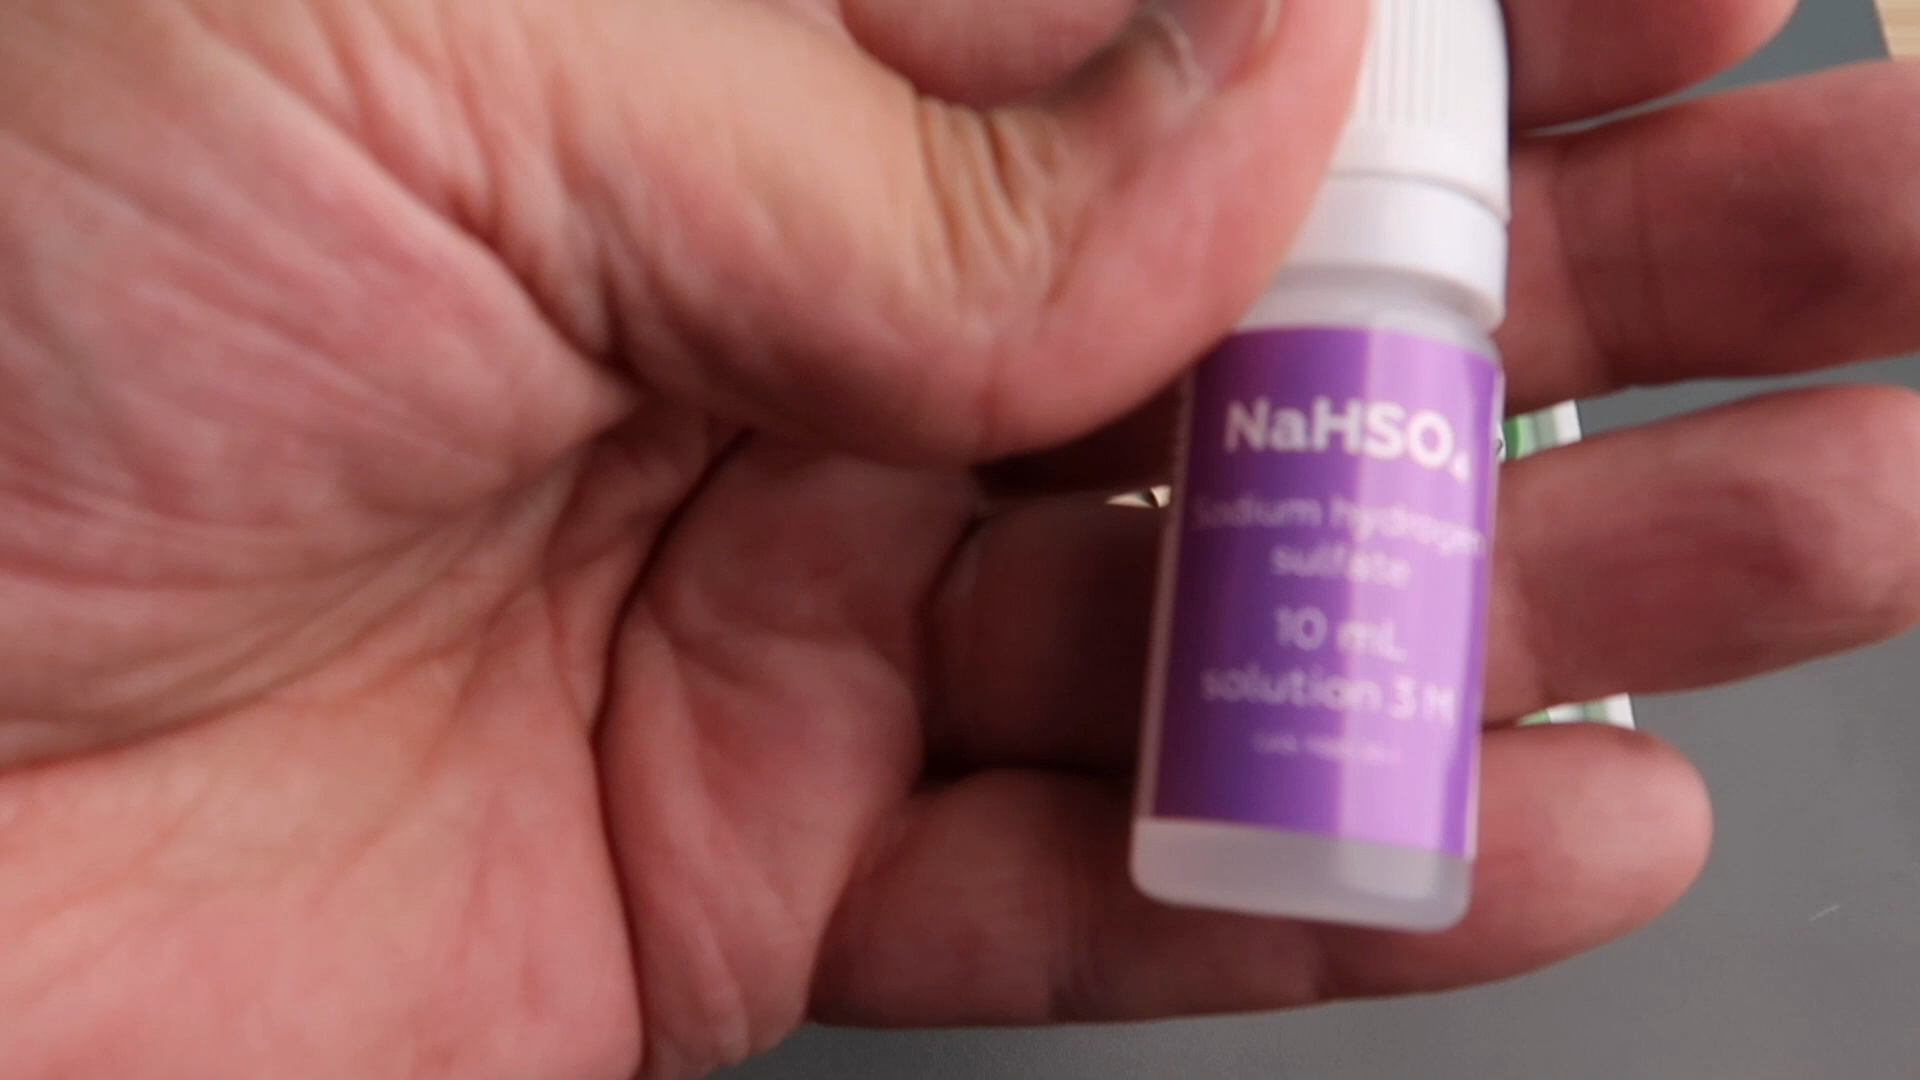 NaHSO₄
Sodium hydrogen
sulfate
10 mL
solution 3 M